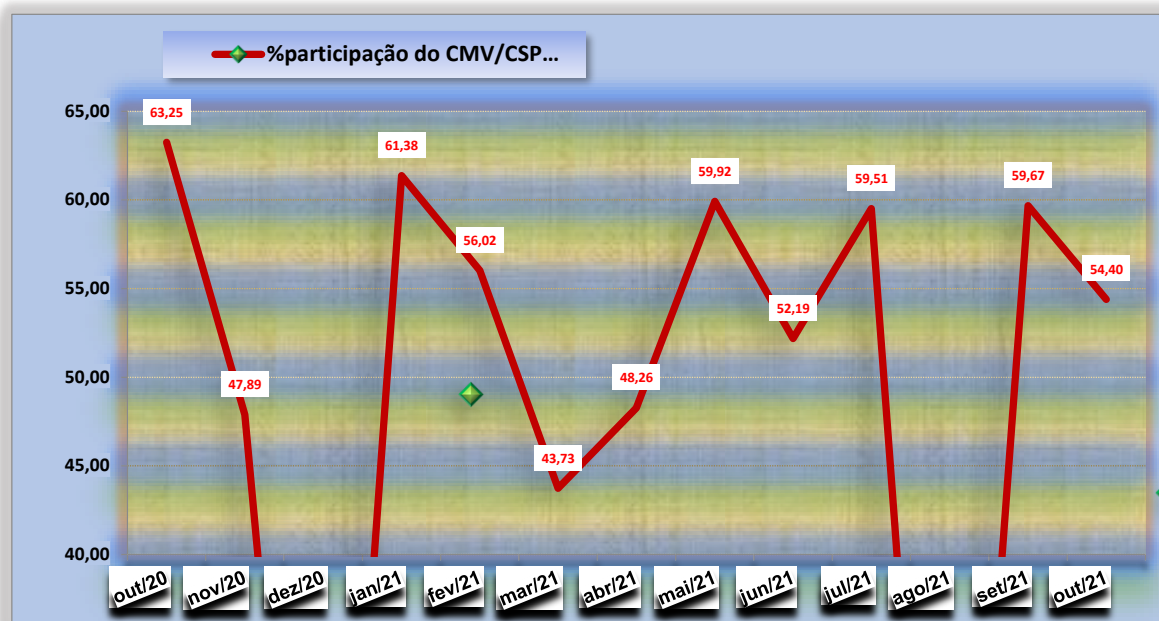 %participação do CMV/CSP...
65,00
60,00
55,00
50,00
45,00
40,00
63,25
47,89
61,38
56,02
43,73
48,26
59,92
52,19
59,51
59,67
54,40
out/20
nov/20
dez/20
jan/21
fev/21
mar/21
abr/21
mai/21
jun/21
jul/21
ago/21
set/21
out/21